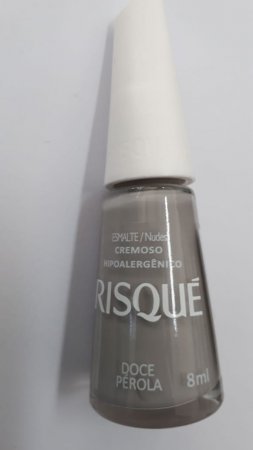 ESMALTE/Nudes
CREMOSO
HIPOALERGÊNICO
RISQUÉ
DOCE
PÉROLA
8ml